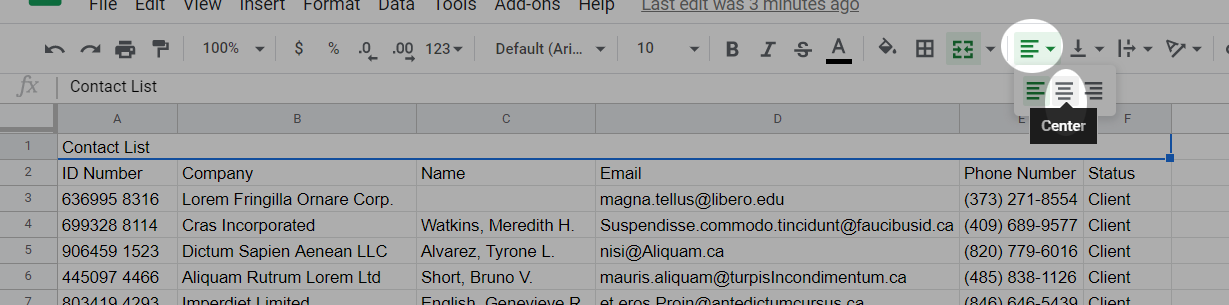 File Edit View Insert Format Data Tools Add-ons Help Last edit was 3 minutes ago
100% $ % .0 .00 123 Default (Ari... 10 B I S A
fx Contact List
Center
A B C D E F
1 Contact List
2 ID Number Company Name Email Phone Number Status
3 636995 8316 Lorem Fringilla Ornare Corp. magna.tellus@libero.edu (373) 271-8554 Client
4 699328 8114 Cras Incorporated Watkins, Meredith H. Suspendisse.commodo.tincidunt@faucibusid.ca (409) 689-9577 Client
5 906459 1523 Dictum Sapien Aenean LLC Alvarez, Tyrone L. nisi@Aliquam.ca (820) 779-6016 Client
6 445097 4466 Aliquam Rutrum Lorem Ltd Short, Bruno V. mauris.aliquam@turpisIncondimentum.ca (485) 838-1126 Client
7 803419 4293 Imperdiet Limited English, Genevieve R. et.eros.Proin@antedictumcursus.ca (846) 646-5439 Client